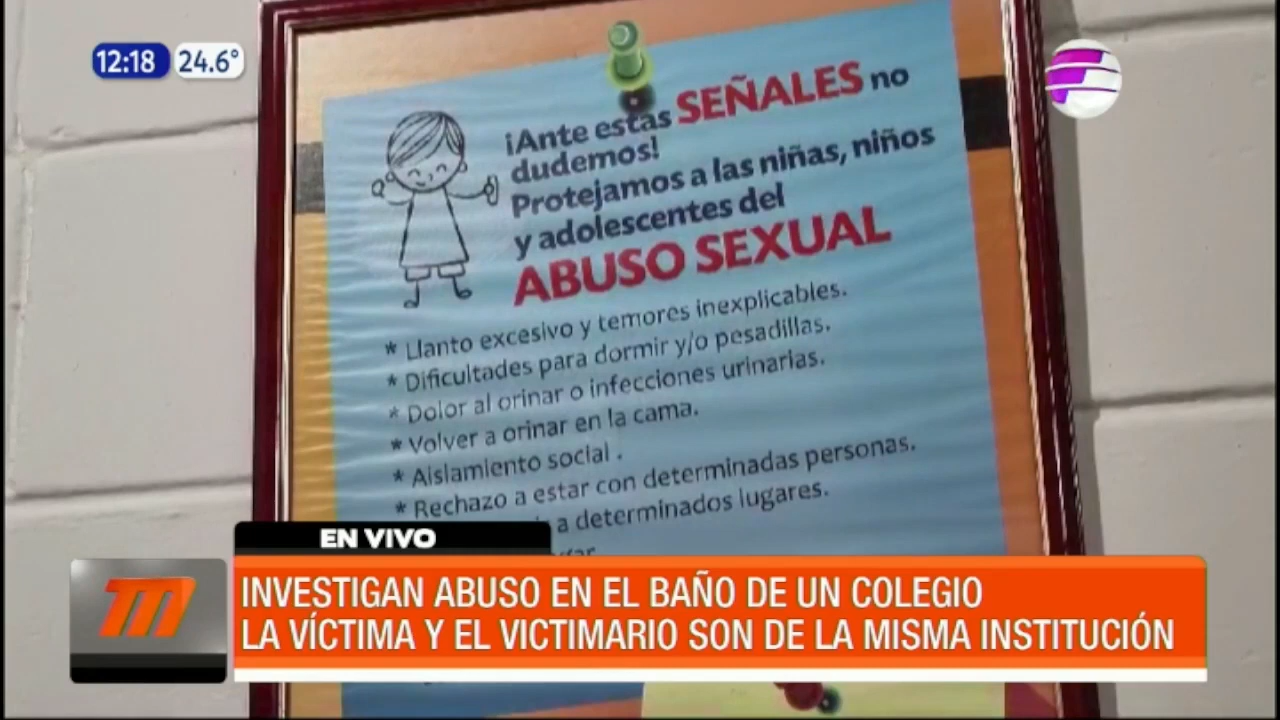 12:18 24.6°
¡Ante estas SEÑALES no
dudemos!
Protejamos a las niñas, niños
y adolescentes del
ABUSO SEXUAL
* Llanto excesivo y temores inexplicables.
* Dificultades para dormir y/o pesadillas.
* Dolor al orinar o infecciones urinarias.
* Volver a orinar en la cama.
* Aislamiento social .
* Rechazo a estar con determinadas personas.
a determinados lugares.
EN VIVO
INVESTIGAN ABUSO EN EL BAÑO DE UN COLEGIO
LA VÍCTIMA Y EL VICTIMARIO SON DE LA MISMA INSTITUCIÓN